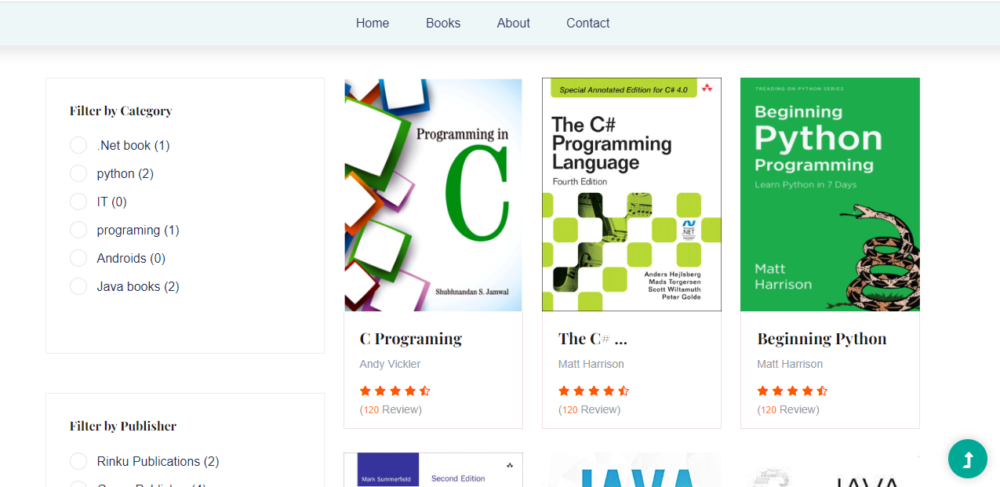 Home Books About Contact
Filter by Category
.Net book (1)
python (2)
IT (0)
programing (1)
Androids (0)
Java books (2)
Filter by Publisher
Rinku Publications (2)
Programming in
C
Shubhnandan S. Jamwal
C Programing
Andy Vickler
(120 Review)
Special Annotated Edition for C# 4.0
The C#
Programming
Language
Fourth Edition
Microsoft
.NET
Anders Hejlsberg
Mads Torgersen
Scott Wiltamuth
Peter Golde
The C# ...
Matt Harrison
(120 Review)
TREADING ON PYTHON SERIES
Beginning
Python
Programming
Learn Python in 7 Days
Matt
Harrison
Beginning Python
Matt Harrison
(120 Review)
Mark Summerfield
Second Edition
JAVA
JAVA